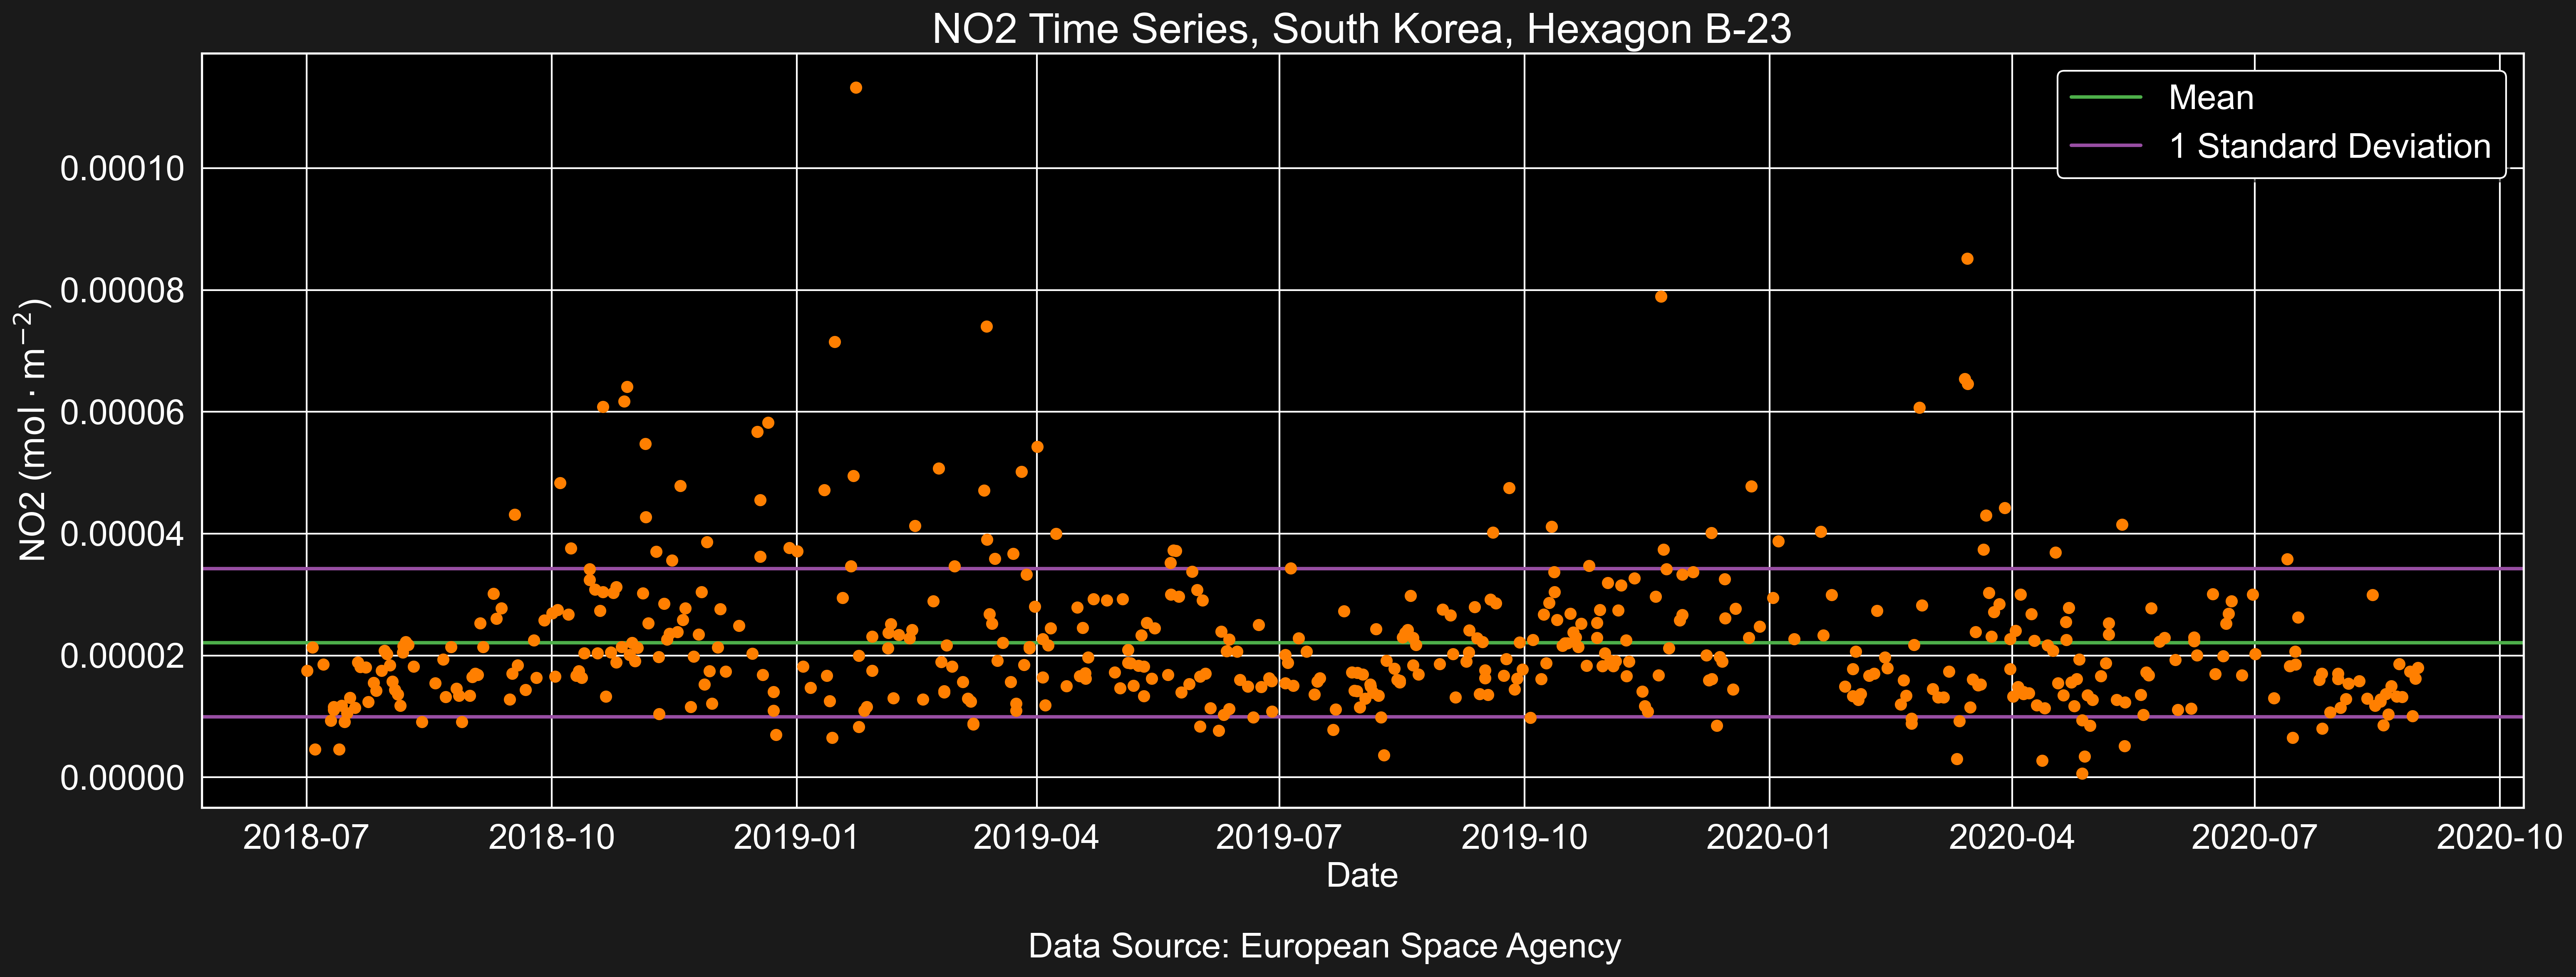 NO2 Time Series, South Korea, Hexagon B-23
Mean
1 Standard Deviation
NO2 (mol · m⁻²)
0.00010
0.00008
0.00006
0.00004
0.00002
0.00000
2018-07 2018-10 2019-01 2019-04 2019-07 2019-10 2020-01 2020-04 2020-07 2020-10
Date
Data Source: European Space Agency